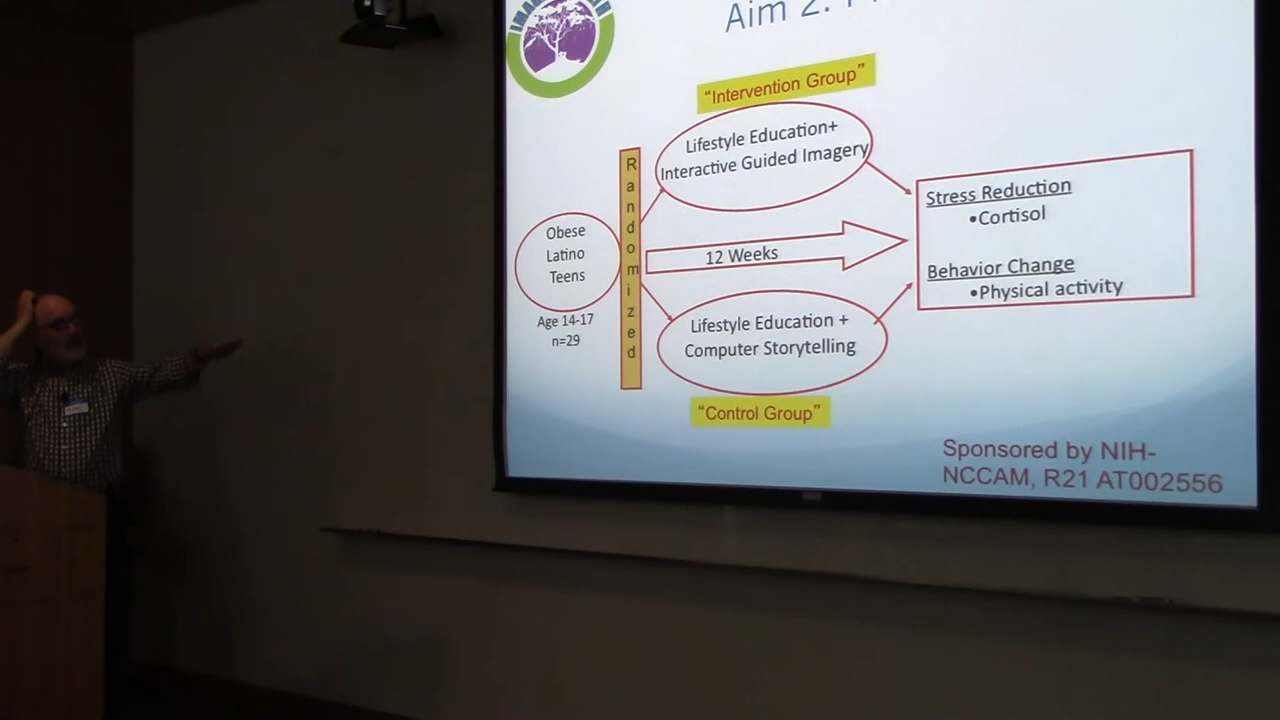 Aim 2:
“Intervention Group”
Lifestyle Education+
Interactive Guided Imagery
Randomized
Obese
Latino
Teens
Age 14-17
n=29
12 Weeks
Stress Reduction
•Cortisol
Behavior Change
•Physical activity
Lifestyle Education +
Computer Storytelling
“Control Group”
Sponsored by NIH-
NCCAM, R21 AT002556